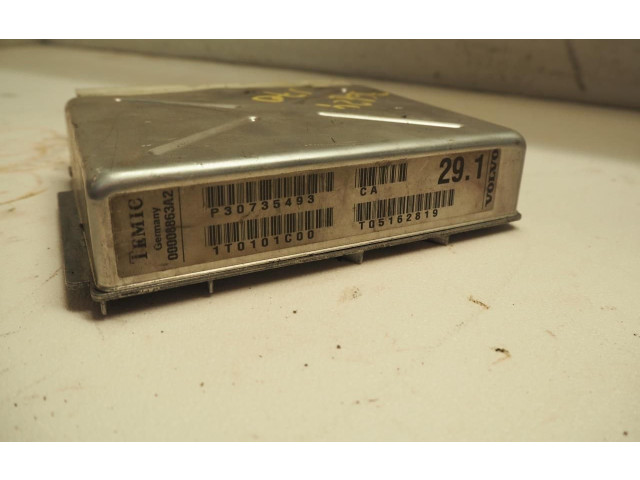 TEMIC
Germany
00008863A2
P30735493
1T0101C00
CA
T05162819
29.1
VOLVO